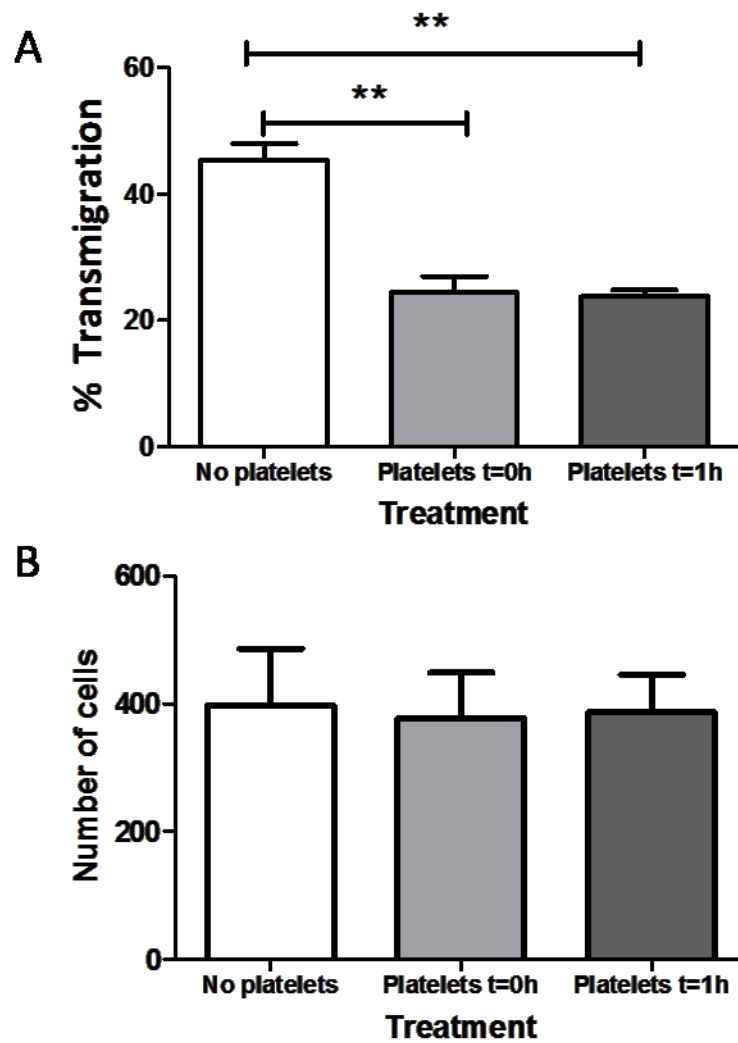 A
**
**
% Transmigration
60
40
20
0
No platelets Platelets t=0h Platelets t=1h
Treatment
B
Number of cells
600
400
200
0
No platelets Platelets t=0h Platelets t=1h
Treatment